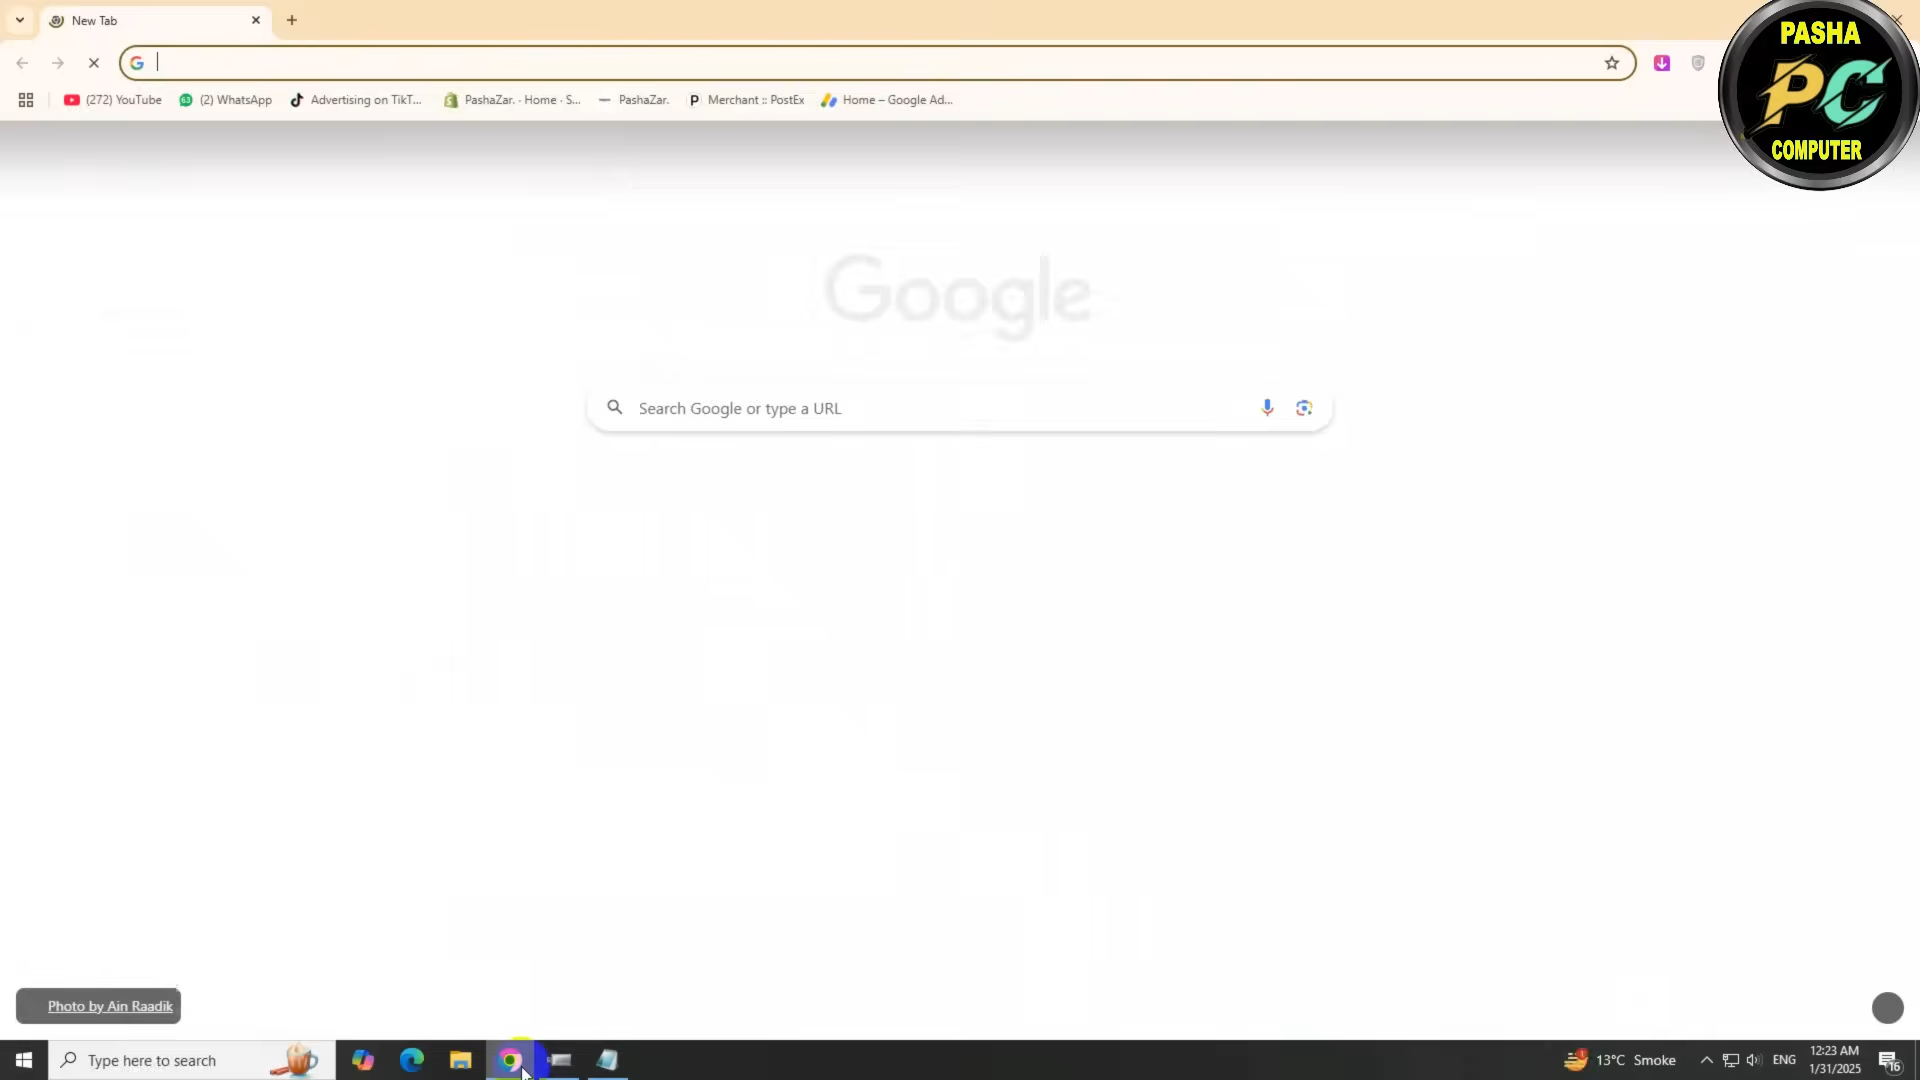 New Tab
(272) YouTube
(2) WhatsApp
Advertising on TikT...
PashaZar. · Home · S...
PashaZar.
Merchant :: PostEx
Home – Google Ad...
PASHA
PC
COMPUTER
Google
Search Google or type a URL
Photo by Ain Raadik
Type here to search
13°C Smoke
ENG
12:23 AM
1/31/2025
16